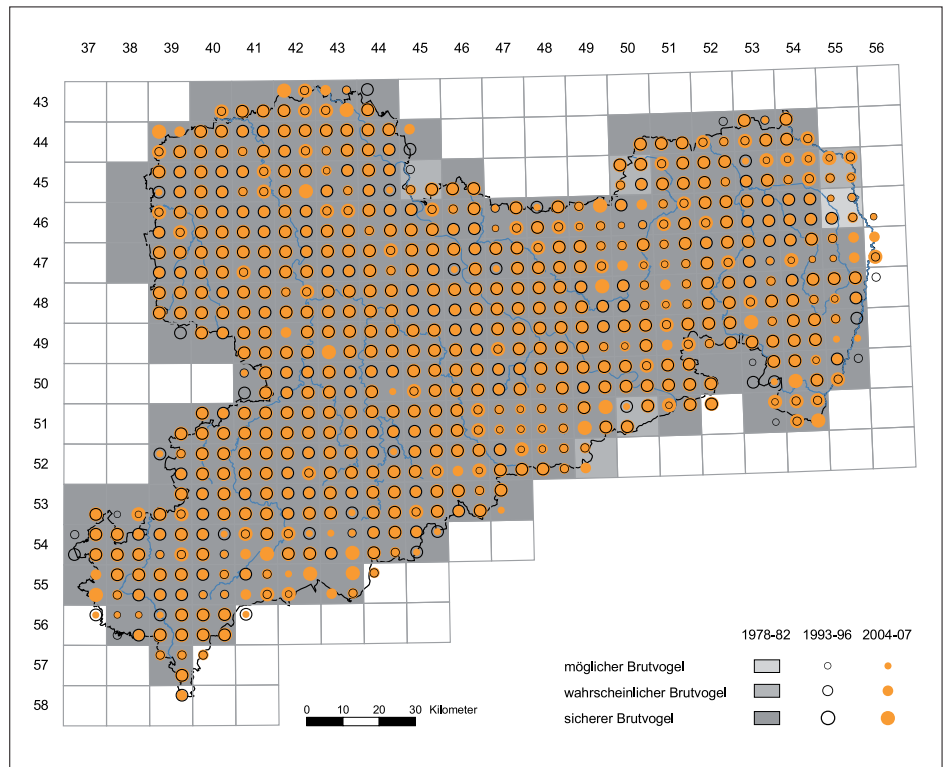 37 38 39 40 41 42 43 44 45 46 47 48 49 50 51 52 53 54 55 56
43
44
45
46
47
48
49
50
51
52
53
54
55
56
57
58
1978-82 1993-96 2004-07
möglicher Brutvogel
wahrscheinlicher Brutvogel
sicherer Brutvogel
0 10 20 30 Kilometer